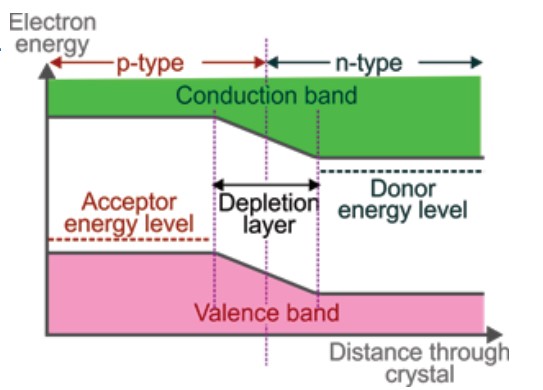 Electron
energy
p-type
n-type
Conduction band
Acceptor
energy level
Depletion
layer
Donor
energy level
Valence band
Distance through
crystal